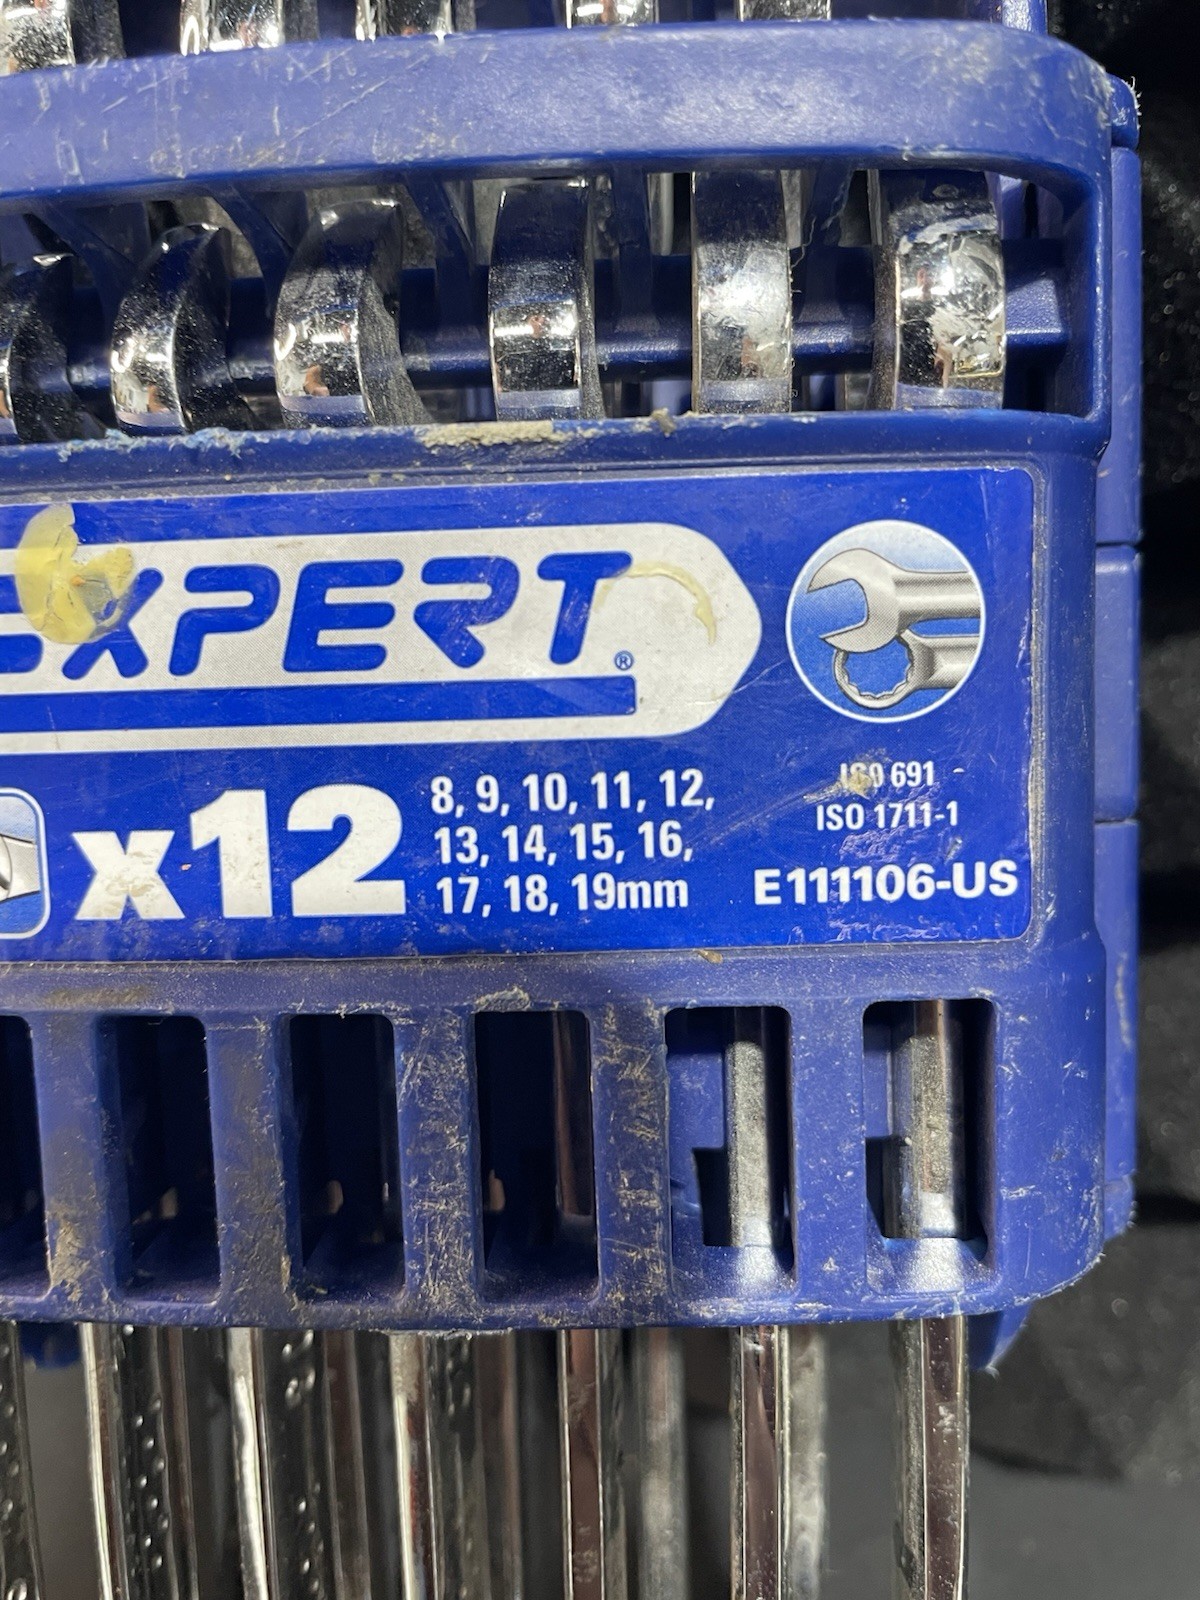 EXPERT®
x12
8, 9, 10, 11, 12,
13, 14, 15, 16,
17, 18, 19mm
ISO 691
ISO 1711-1
E111106-US